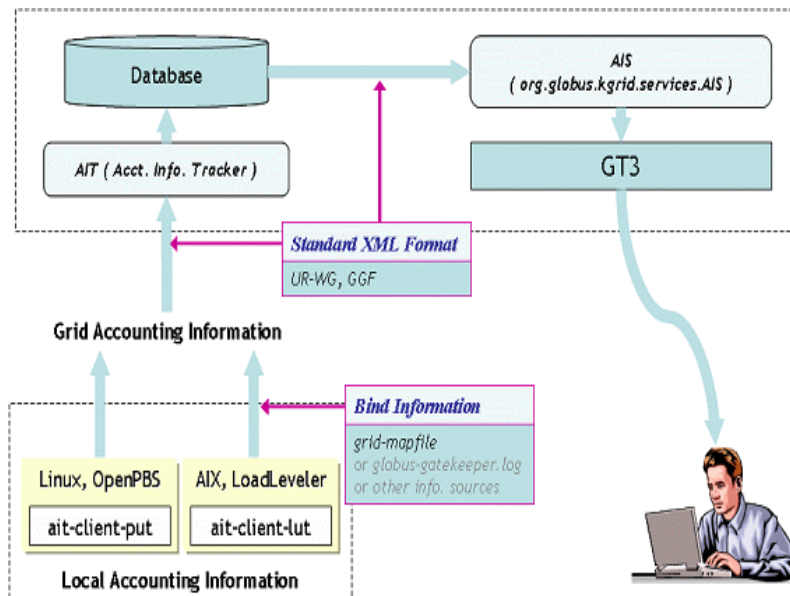 Database
AIS
( org.globus.kgrid.services.AIS )
AIT ( Acct. Info. Tracker )
GT3
Standard XML Format
UR-WG, GGF
Grid Accounting Information
Bind Information
grid-mapfile
or globus-gatekeeper.log
or other info. sources
Linux, OpenPBS
ait-client-put
AIX, LoadLeveler
ait-client-lut
Local Accounting Information